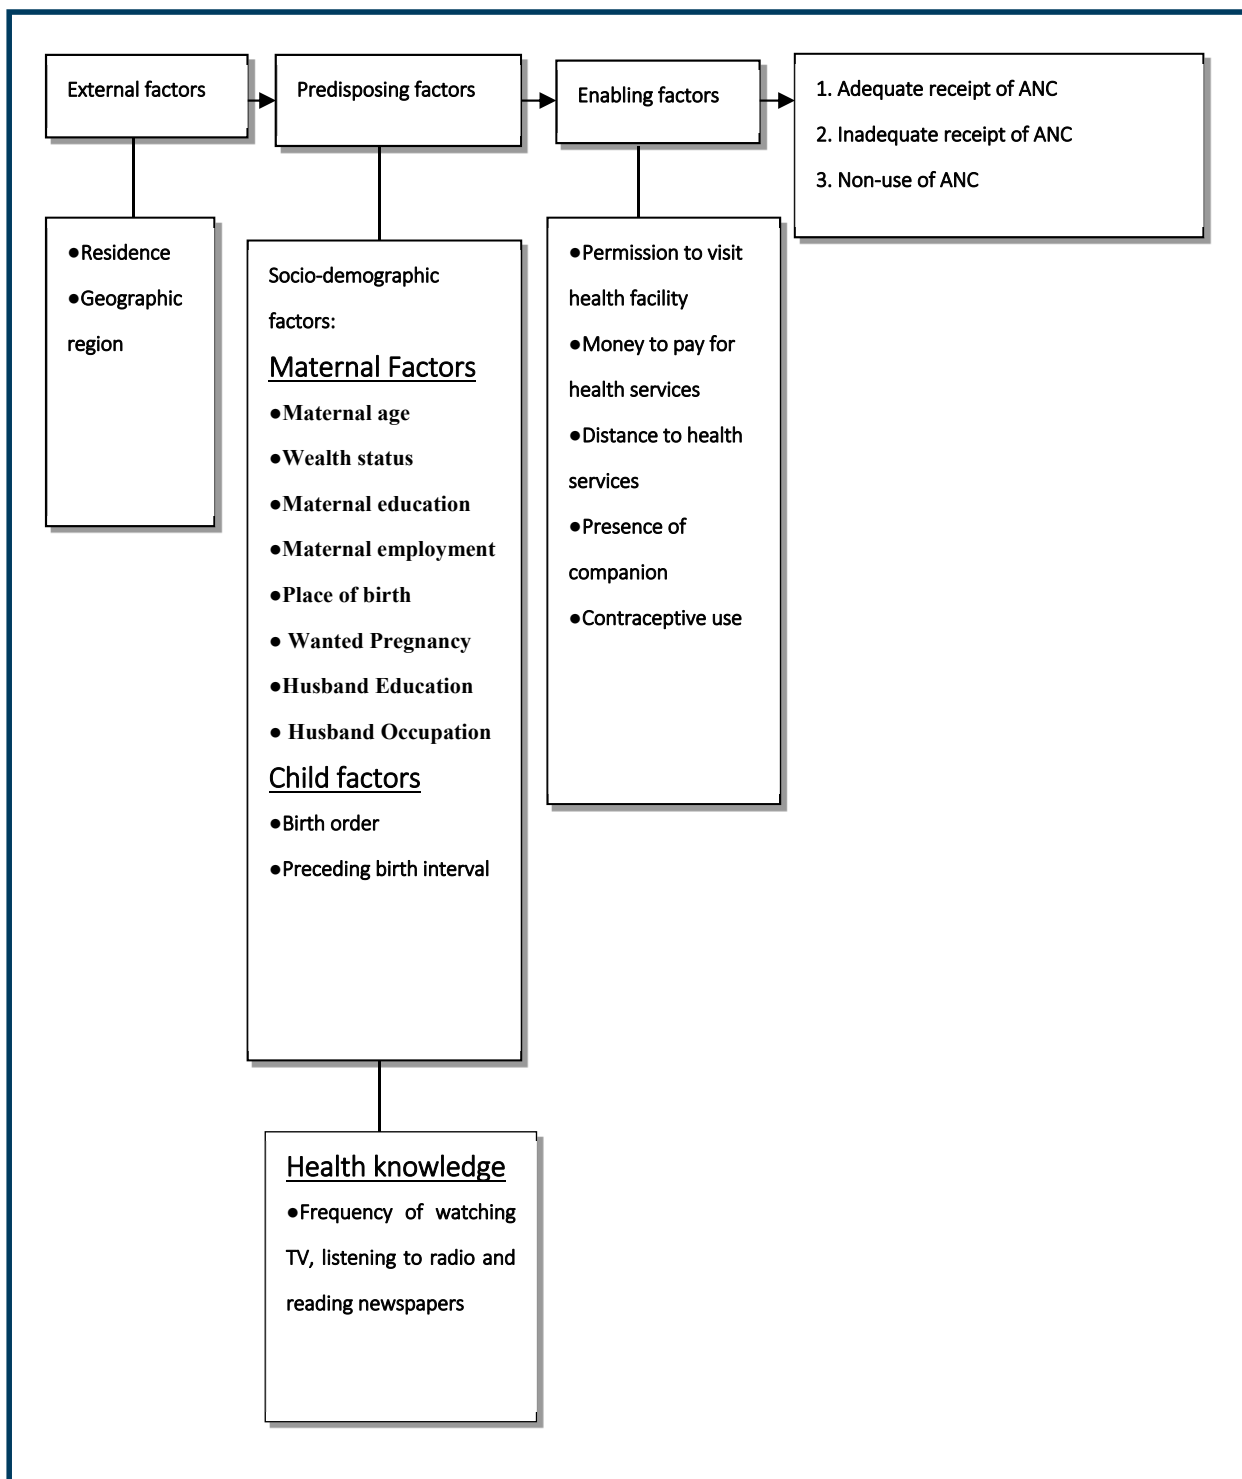 External factors
Predisposing factors
Enabling factors
1. Adequate receipt of ANC
2. Inadequate receipt of ANC
3. Non-use of ANC
●Residence
●Geographic
region
Socio-demographic
factors:
Maternal Factors
●Maternal age
●Wealth status
●Maternal education
●Maternal employment
●Place of birth
● Wanted Pregnancy
●Husband Education
● Husband Occupation
Child factors
●Birth order
●Preceding birth interval
●Permission to visit
health facility
●Money to pay for
health services
●Distance to health
services
●Presence of
companion
●Contraceptive use
Health knowledge
●Frequency of watching
TV, listening to radio and
reading newspapers